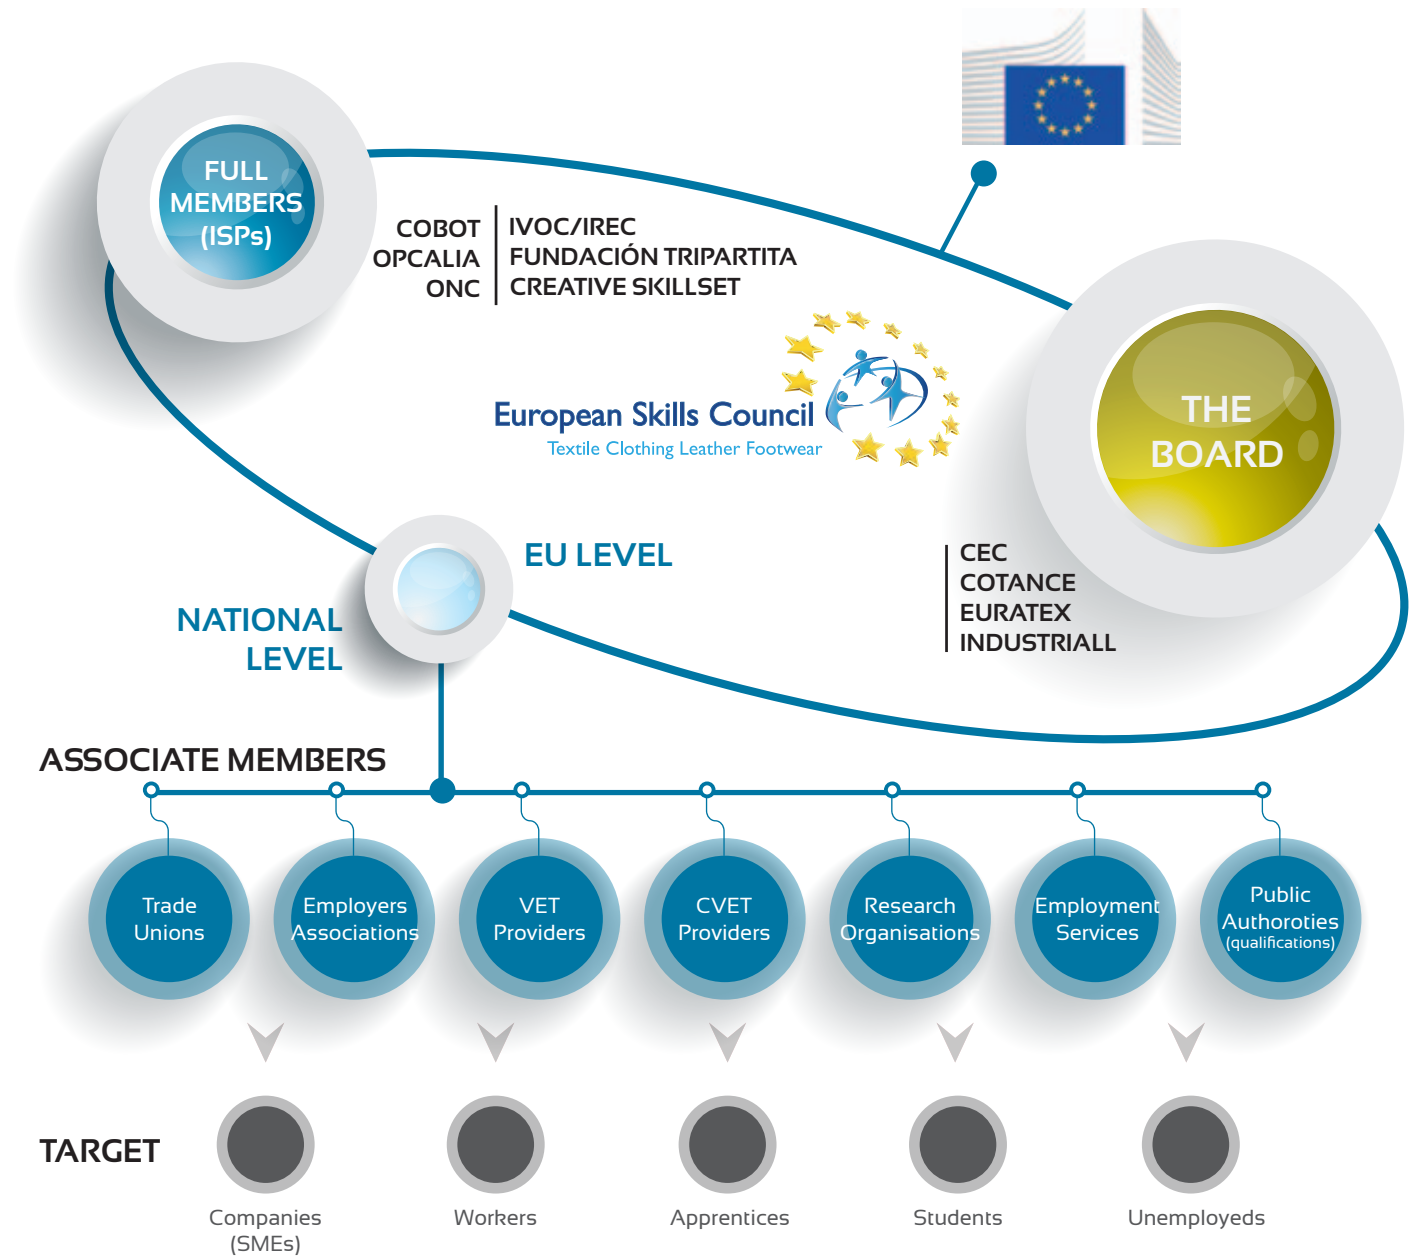 FULL
MEMBERS
(ISPs)
COBOT
OPCALIA
ONC
IVOC/IREC
FUNDACIÓN TRIPARTITA
CREATIVE SKILLSET
European Skills Council
Textile Clothing Leather Footwear
THE
BOARD
CEC
COTANCE
EURATEX
INDUSTRIALL
EU LEVEL
NATIONAL
LEVEL
ASSOCIATE MEMBERS
Trade
Unions
Employers
Associations
VET
Providers
CVET
Providers
Research
Organisations
Employment
Services
Public
Authoroties
(qualifications)
TARGET
Companies
(SMEs)
Workers
Apprentices
Students
Unemployeds